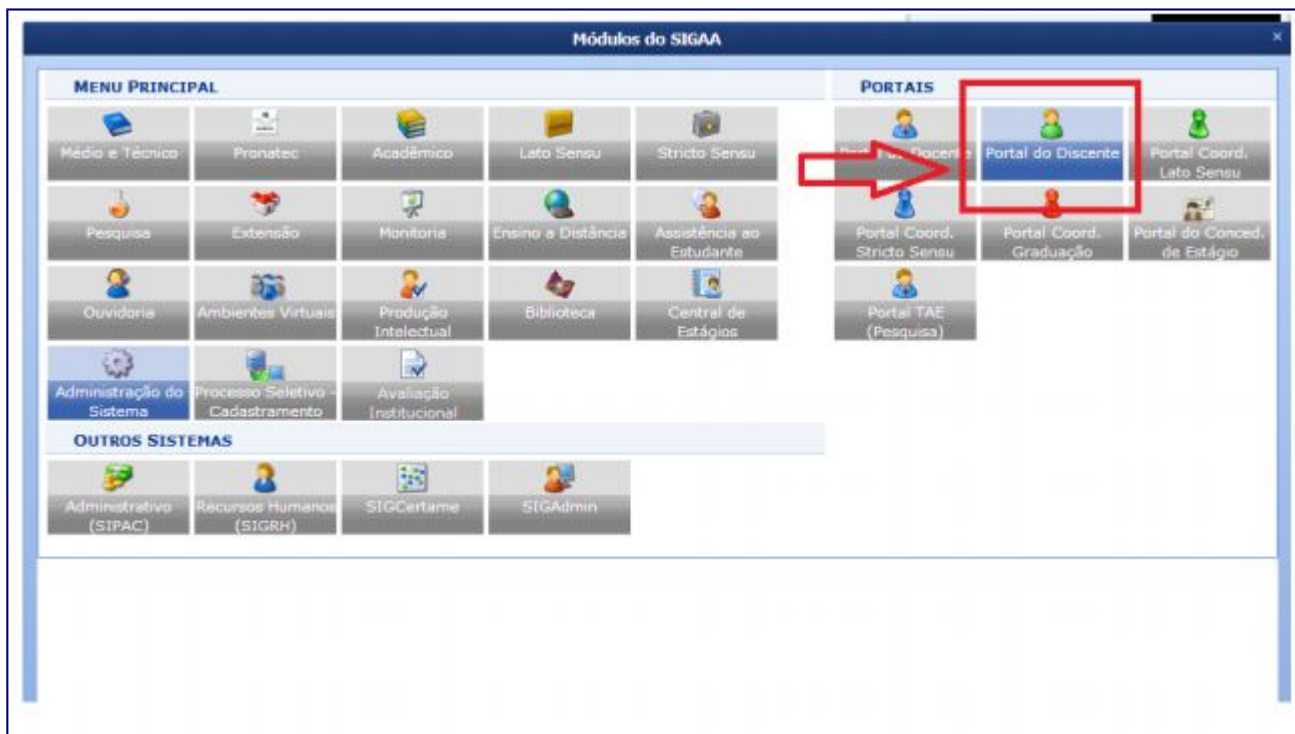 Módulos do SIGAA
MENU PRINCIPAL
Médio e Técnico
Pronatec
Acadêmico
Lato Sensu
Stricto Sensu
Pesquisa
Extensão
Monitoria
Ensino a Distância
Assistência ao
Estudante
Ouvidoria
Ambientes Virtuais
Produção
Intelectual
Biblioteca
Central de
Estágios
Administração do
Sistema
Processo Seletivo -
Cadastramento
Avaliação
Institucional
OUTROS SISTEMAS
Administrativo
(SIPAC)
Recursos Humanos
(SIGRH)
SIGCertame
SIGAdmin
PORTAIS
Portal do Docente
Portal do Discente
Portal Coord.
Lato Sensu
Portal Coord.
Stricto Sensu
Portal Coord.
Graduação
Portal do Conced.
de Estágio
Portal TAE
(Pesquisa)